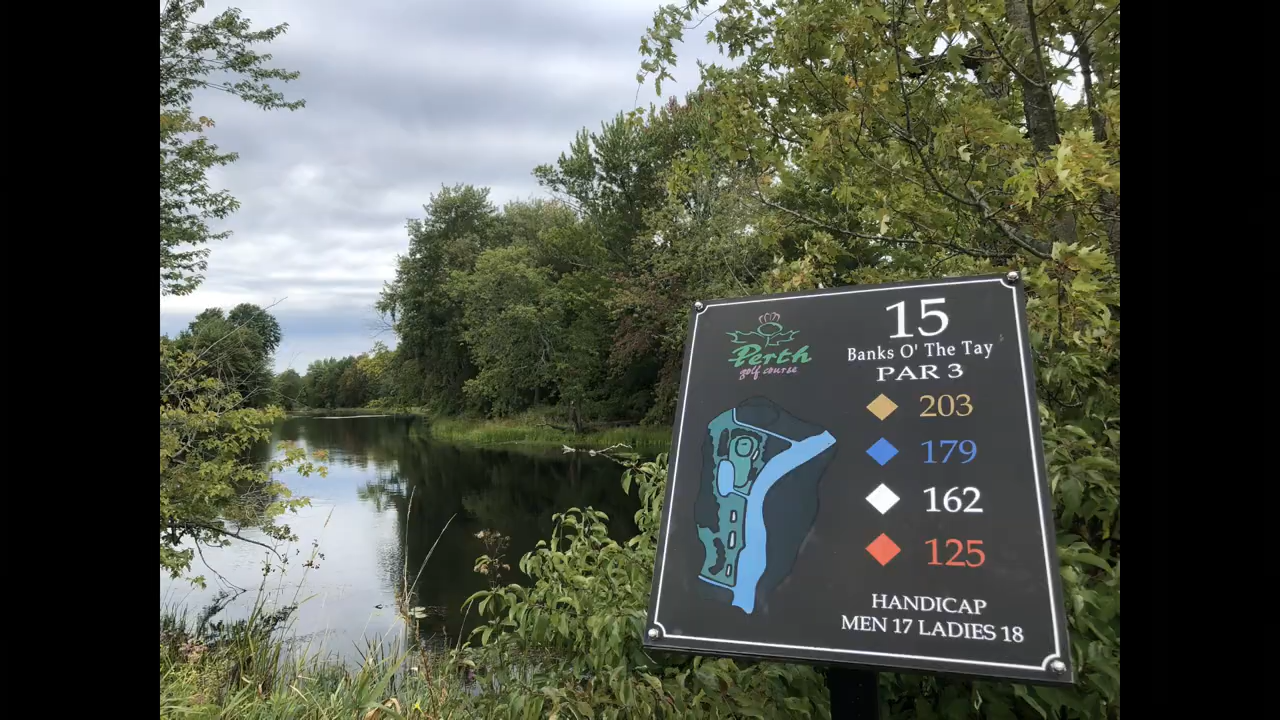 Perth
golf course
15
Banks O' The Tay
PAR 3
203
179
162
125
HANDICAP
MEN 17 LADIES 18